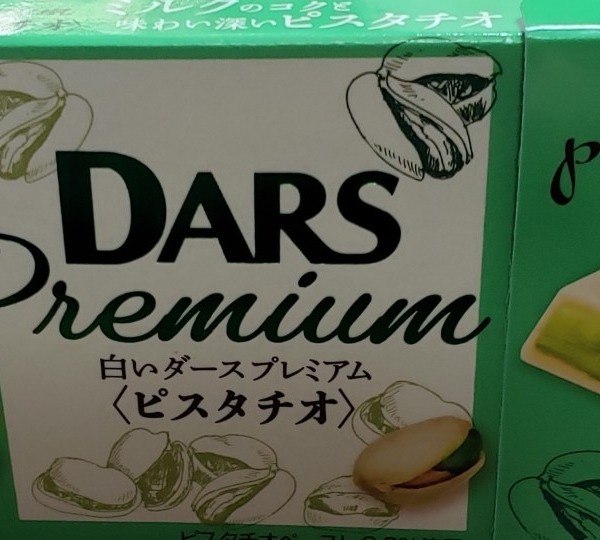 ミルクのコクと
味わい深いピスタチオ
DARS
Premium
白いダースプレミアム
〈ピスタチオ〉